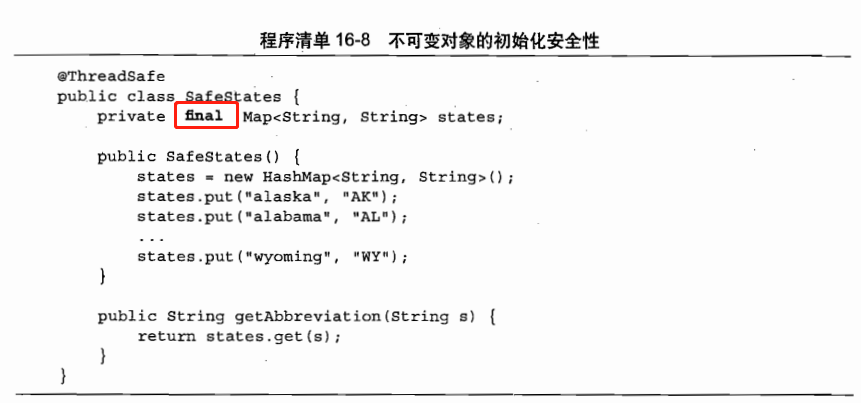 程序清单 16-8 不可变对象的初始化安全性
@ThreadSafe
public class SafeStates {
private final Map<String, String> states;
public SafeStates() {
states = new HashMap<String, String>();
states.put("alaska", "AK");
states.put("alabama", "AL");
...
states.put("wyoming", "WY");
}
public String getAbbreviation(String s) {
return states.get(s);
}
}